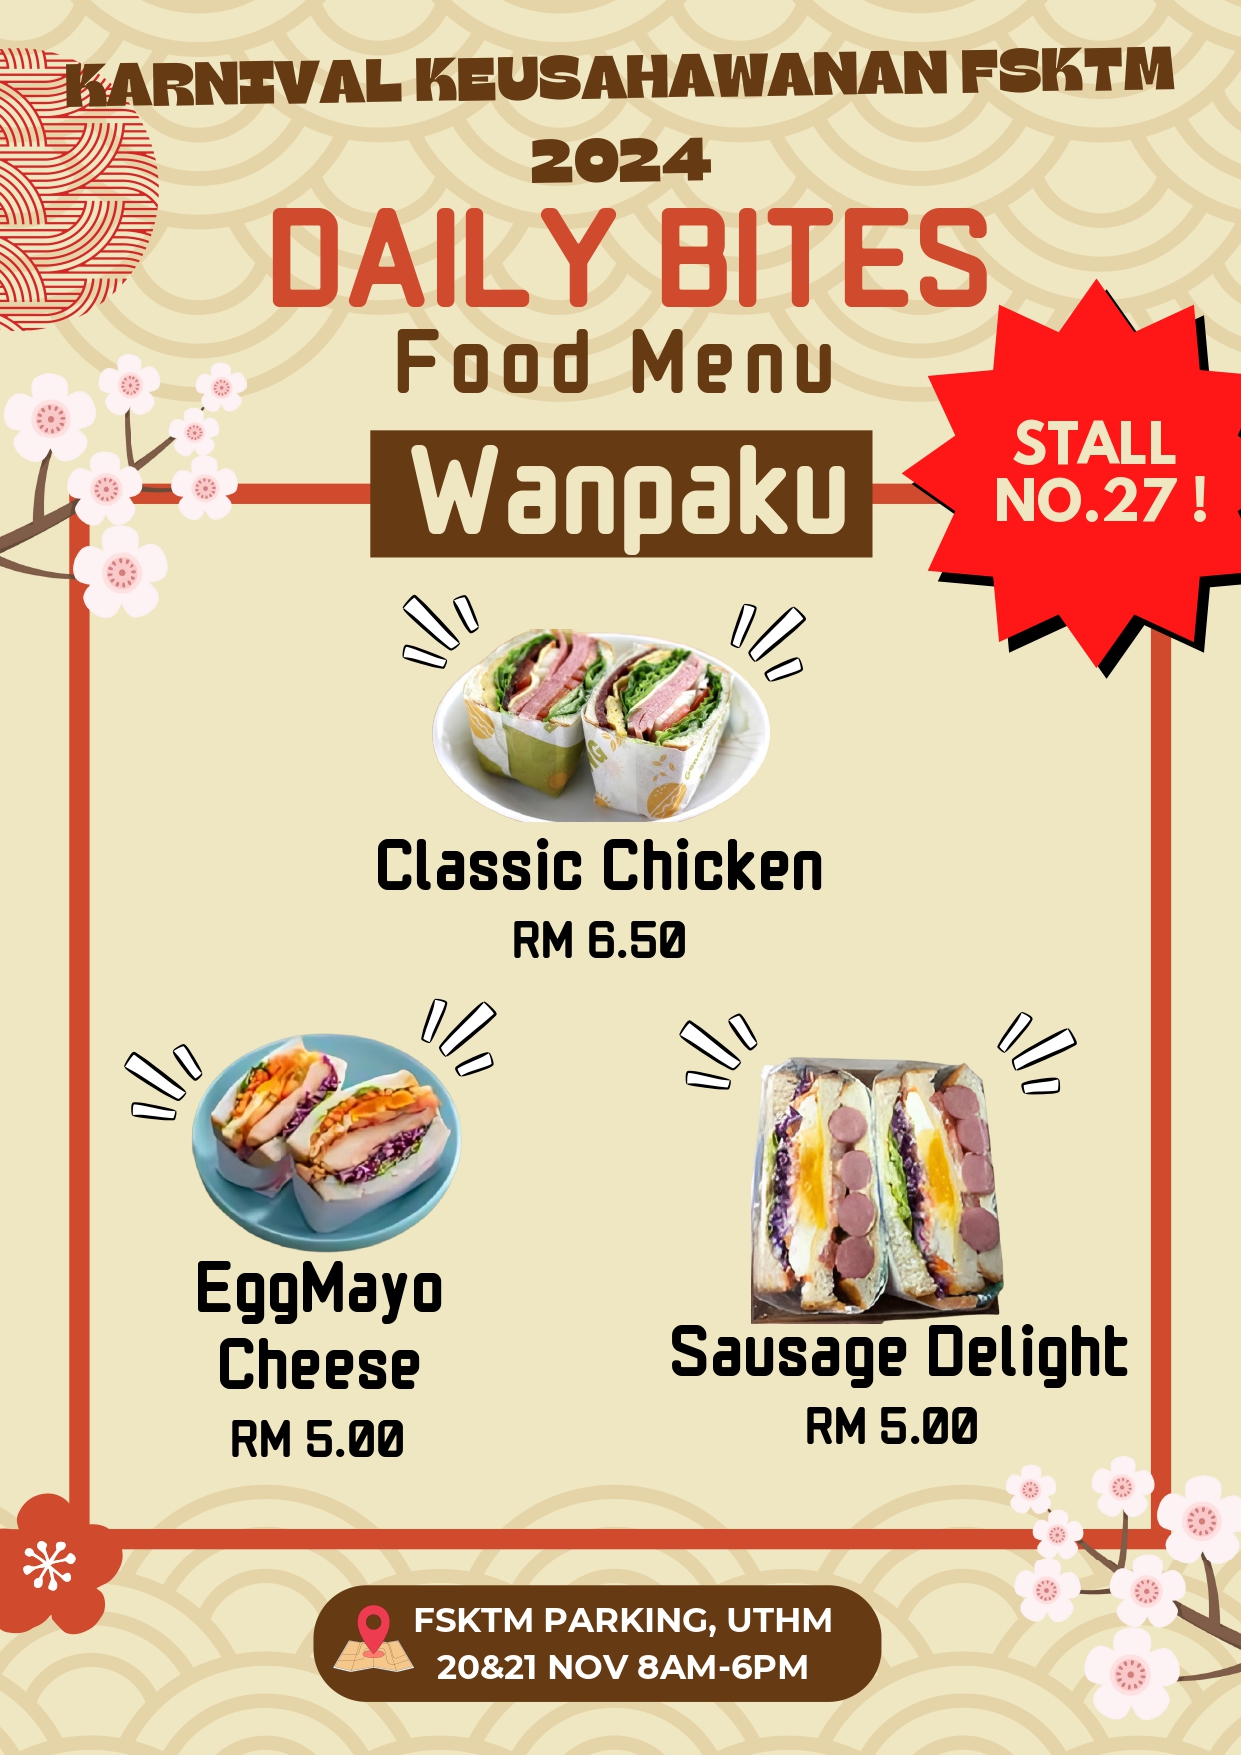 KARNIVAL KEUSAHAWANAN FSKTM
2024
DAILY BITES
Food Menu
Wanpaku
STALL
NO.27 !
Classic Chicken
RM 6.50
EggMayo
Cheese
RM 5.00
Sausage Delight
RM 5.00
FSKTM PARKING, UTHM
20&21 NOV 8AM-6PM